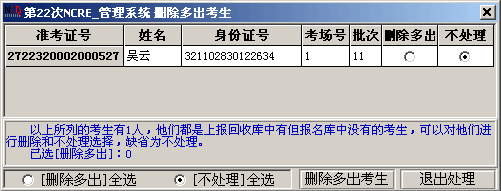 第22次NCRE_管理系统 删除多出考生
准考证号 姓名 身份证号 考场号 批次 删除多出 不处理
2722320002000527 吴云 321102830122634 1 11
以上所列的考生有1人，他们都是上报回收库中有但报名库中没有的考生，可以对他们进
行删除和不处理选择，缺省为不处理。
已选[删除多出]：0
[删除多出]全选 [不处理]全选 删除多出考生 退出处理